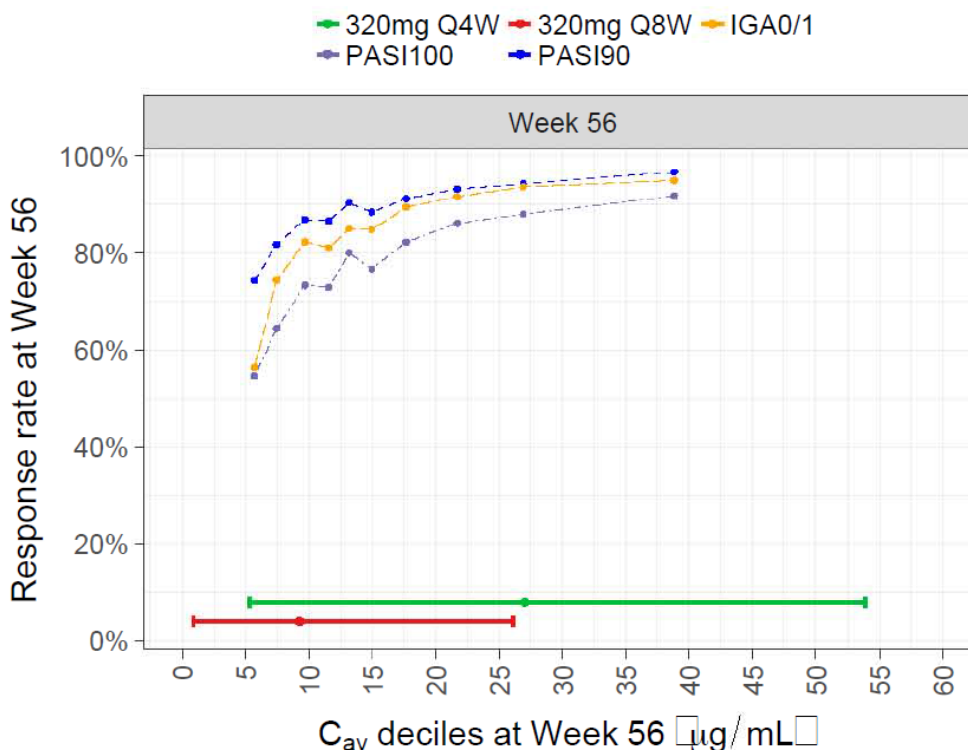 320mg Q4W 320mg Q8W IGA0/1
PASI100 PASI90
Week 56
Response rate at Week 56
100%
80%
60%
40%
20%
0%
0 5 10 15 20 25 30 35 40 45 50 55 60
Cav deciles at Week 56 □μg/mL□